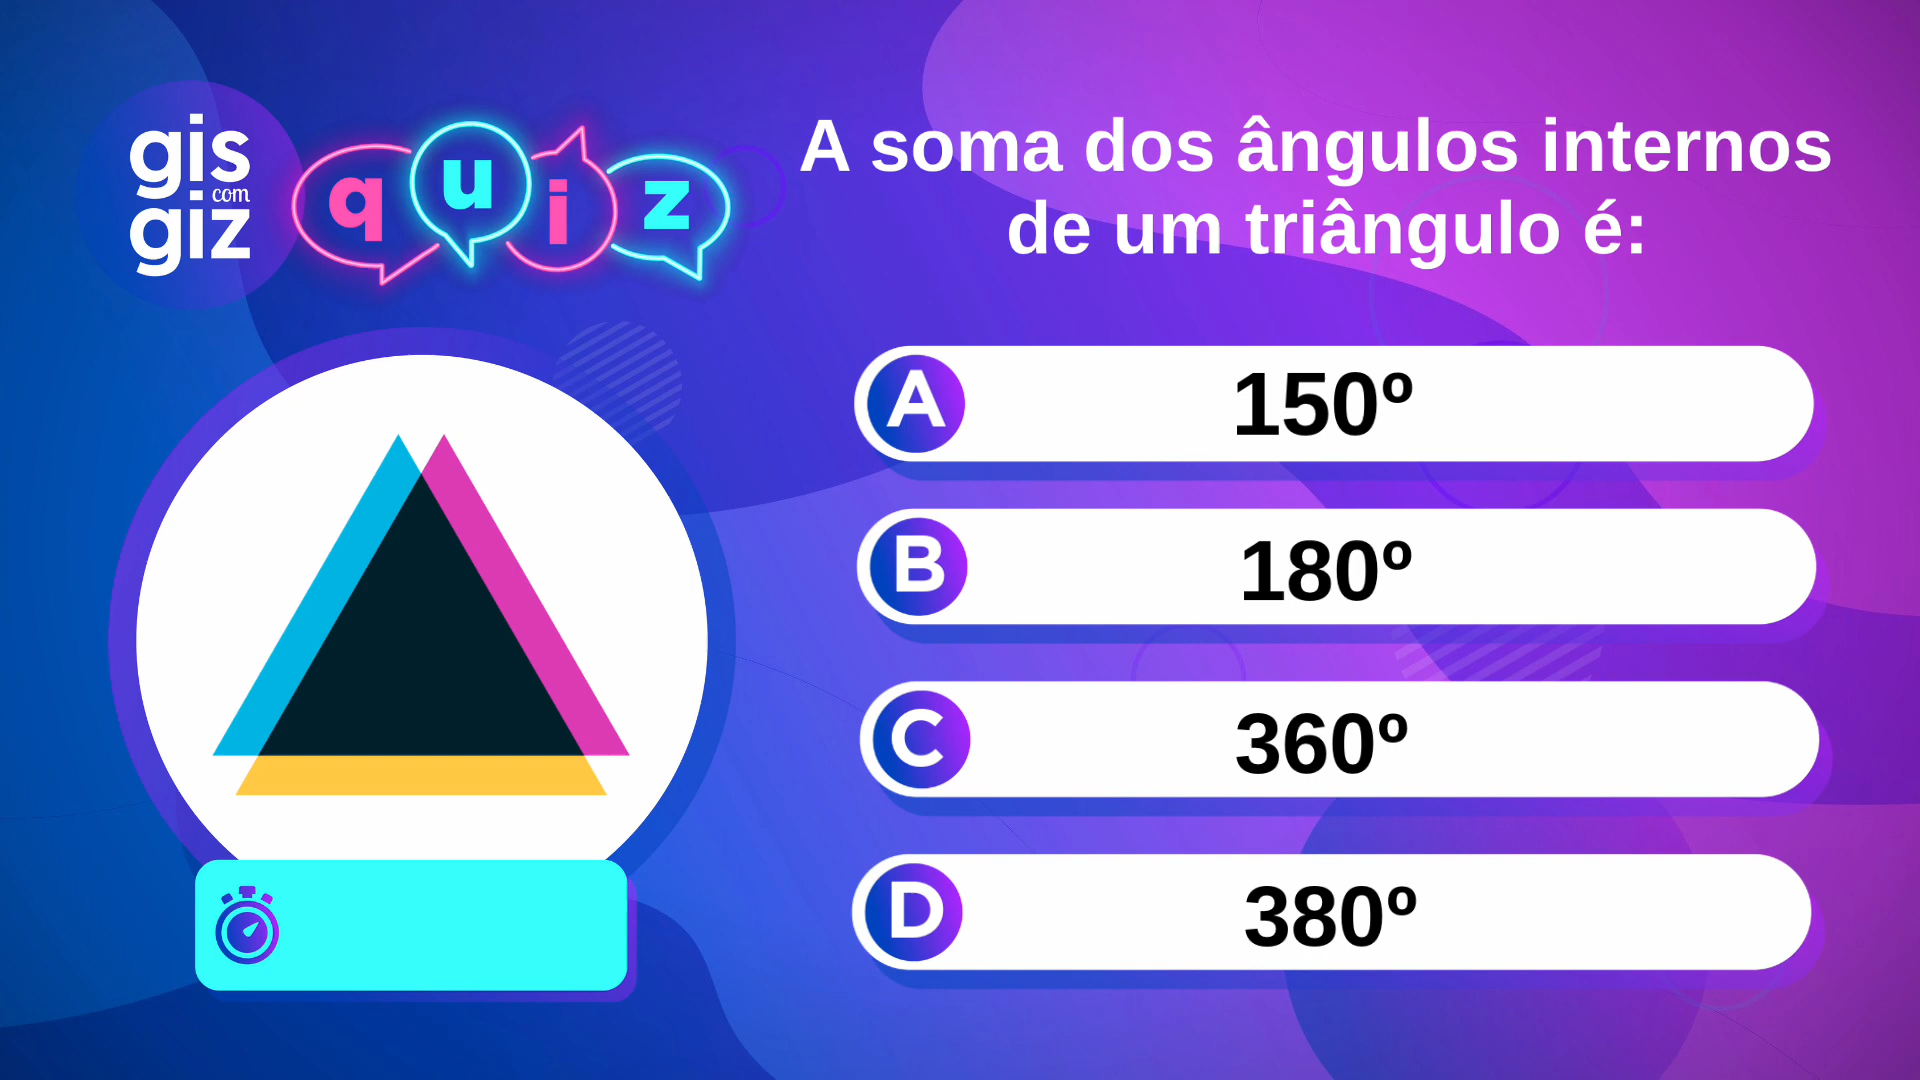 gis
com
giz
quiz
A soma dos ângulos internos
de um triângulo é:
A 150º
B 180º
C 360º
D 380º